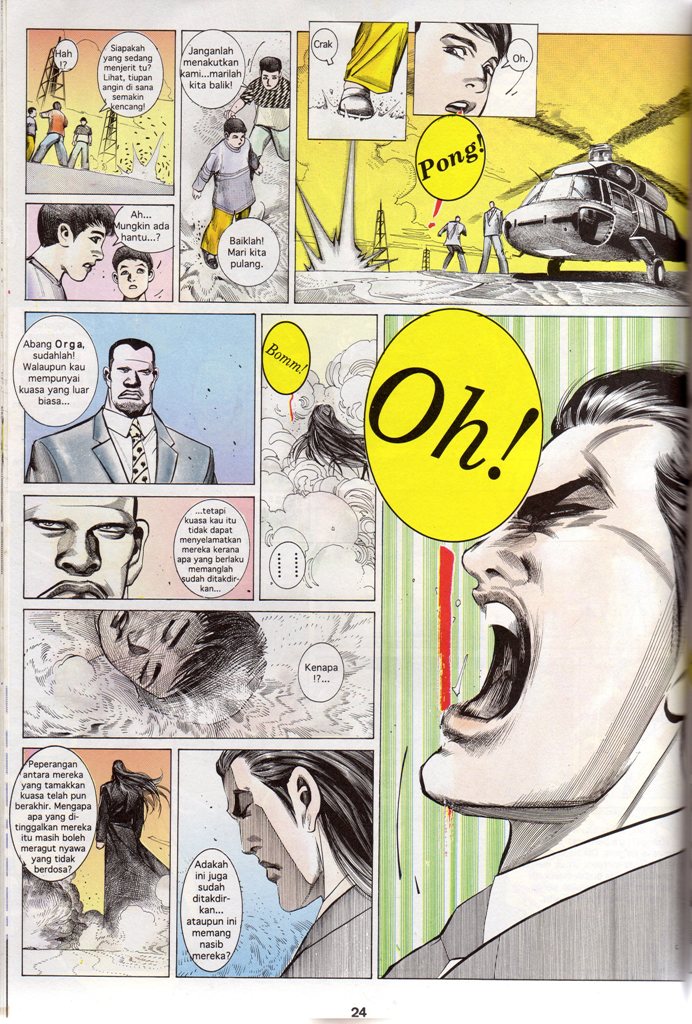 Hah
!?
Siapakah
yang sedang
menjerit tu?
Lihat, tiupan
angin di sana
semakin
kencang!
Janganlah
menakutkan
kami...marilah
kita balik!
Crak
Oh.
Pong!
Ah...
Mungkin ada
hantu...?
Baiklah!
Mari kita
pulang.
Abang Orga,
sudahlah!
Walaupun kau
mempunyai
kuasa yang luar
biasa...
Bomm!
Oh!
...tetapi
kuasa kau itu
tidak dapat
menyelamatkan
mereka kerana
apa yang berlaku
memanglah
sudah ditakdir-
kan...
Kenapa
!?...
Peperangan
antara mereka
yang tamakkan
kuasa telah pun
berakhir. Mengapa
apa yang di-
tinggalkan mereka
itu masih boleh
meragut nyawa
yang tidak
berdosa?
Adakah
ini juga
sudah
ditakdir-
kan...
ataupun ini
memang
nasib
mereka?
24